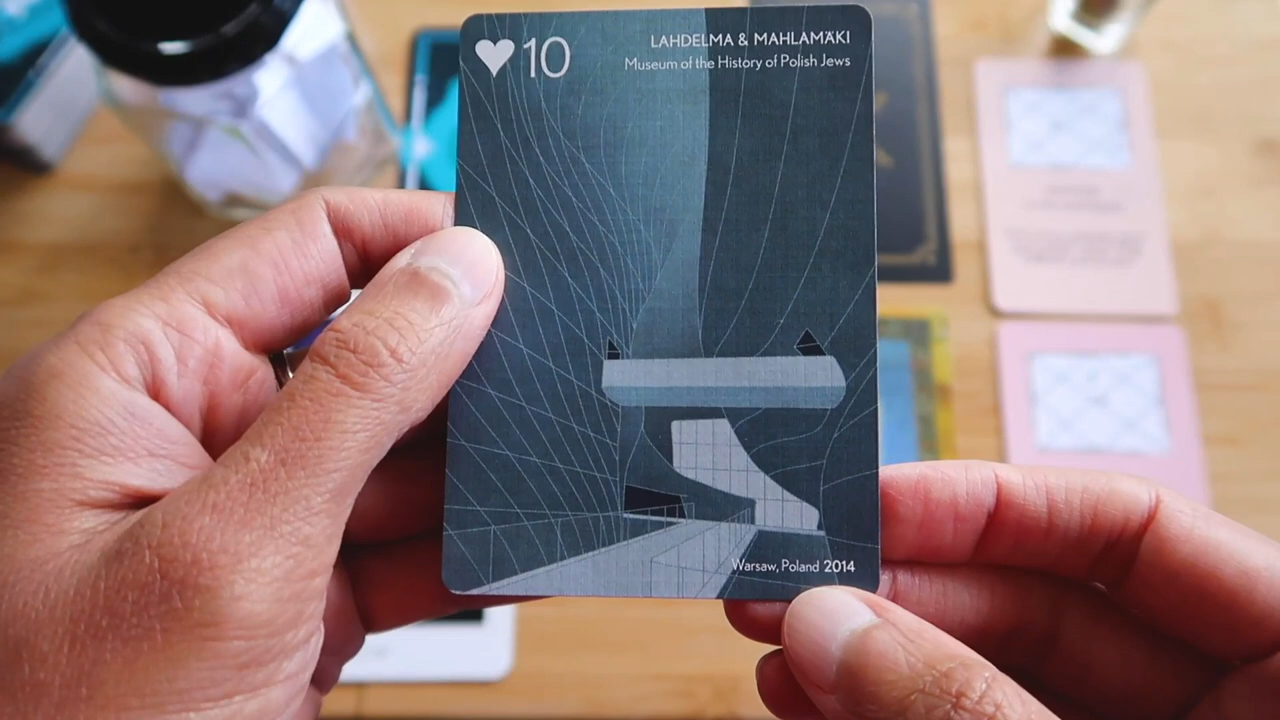 10
LAHDELMA & MAHLAMÄKI
Museum of the History of Polish Jews
Warsaw, Poland 2014